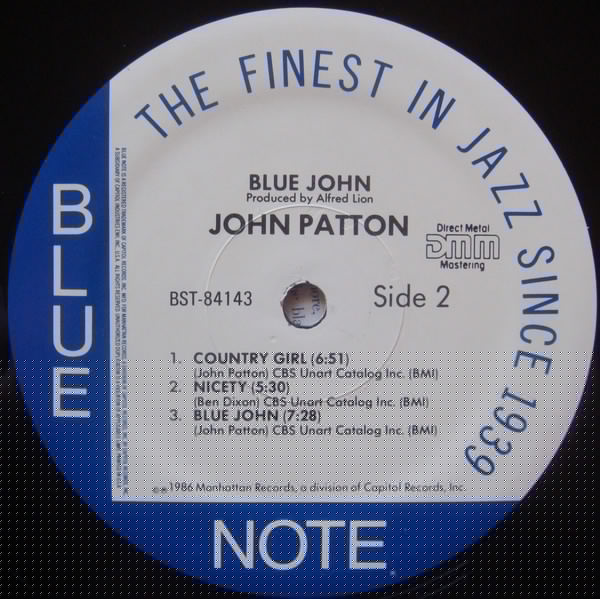 THE FINEST IN JAZZ SINCE 1939
BLUE JOHN
Produced by Alfred Lion
JOHN PATTON
Direct Metal
DMM
Mastering
BST-84143
Side 2
1. COUNTRY GIRL (6:51)
(John Patton) CBS Unart Catalog Inc. (BMI)
2. NICETY (5:30)
(Ben Dixon) CBS Unart Catalog Inc. (BMI)
3. BLUE JOHN (7:28)
(John Patton) CBS Unart Catalog Inc. (BMI)
1986 Manhattan Records, a division of Capitol Records, Inc.
BLUE
NOTE